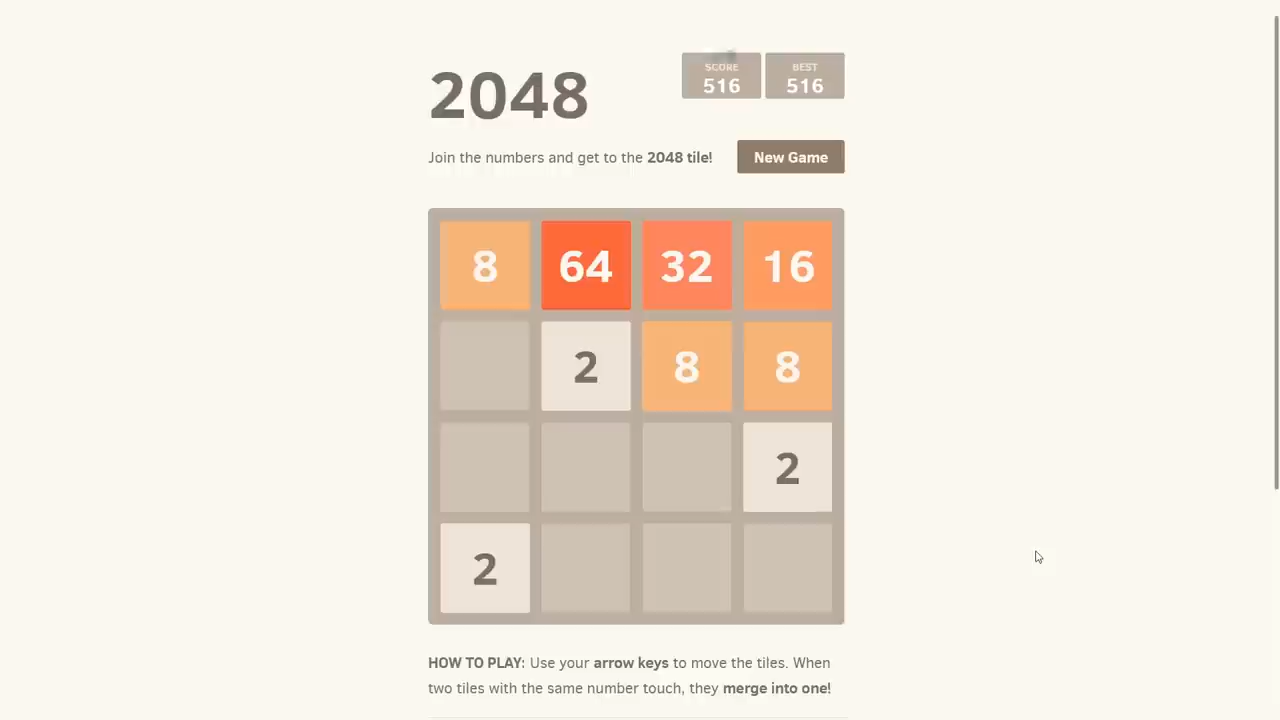 2048
SCORE
516
BEST
516
Join the numbers and get to the 2048 tile!
New Game
8 64 32 16
2 8 8
2
2
HOW TO PLAY: Use your arrow keys to move the tiles. When
two tiles with the same number touch, they merge into one!